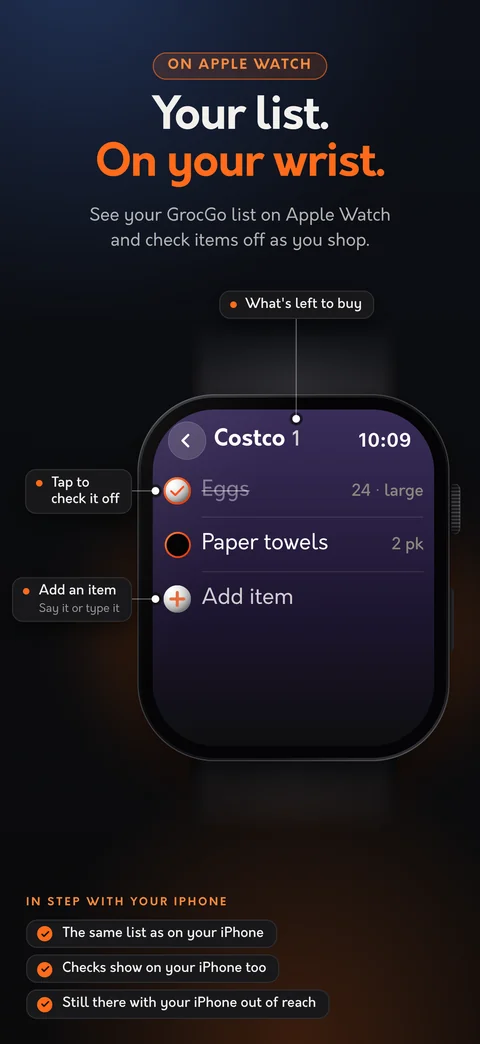 ON APPLE WATCH
Your list.
On your wrist.
See your GrocGo list on Apple Watch
and check items off as you shop.
What's left to buy
Costco 1
10:09
Tap to
check it off
Eggs
24 · large
Paper towels
2 pk
Add an item
Say it or type it
Add item
IN STEP WITH YOUR IPHONE
The same list as on your iPhone
Checks show on your iPhone too
Still there with your iPhone out of reach